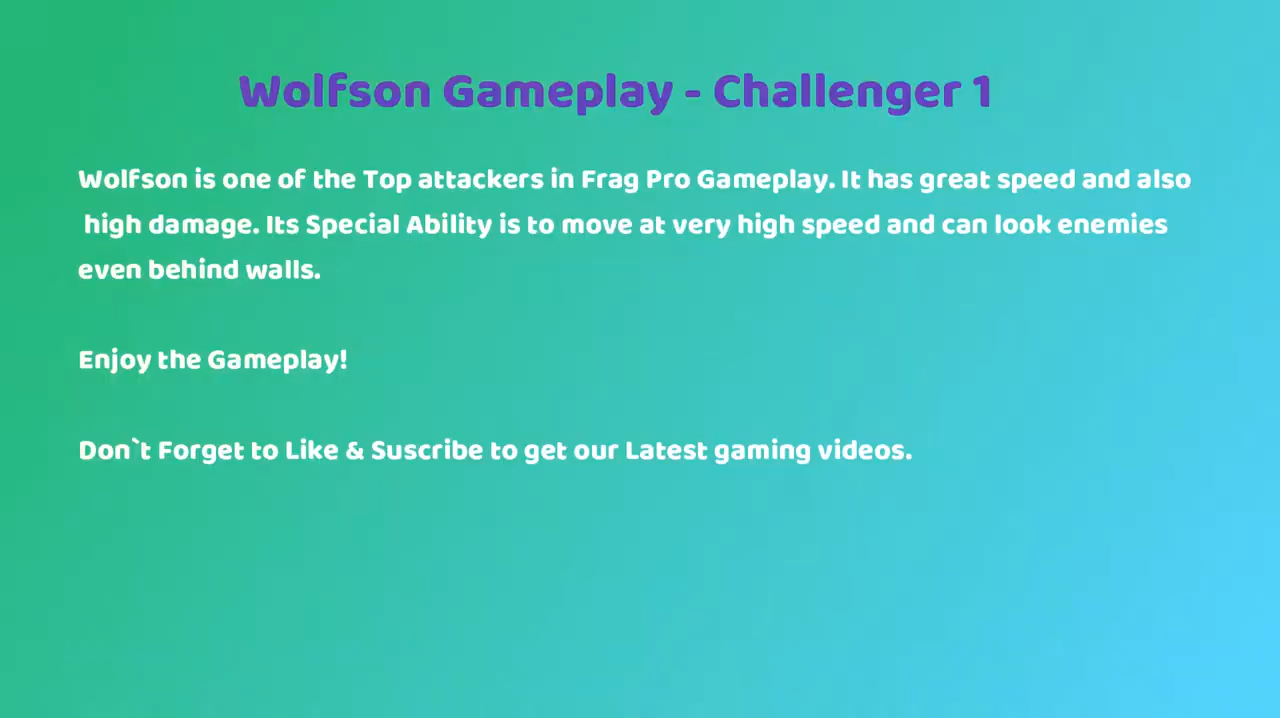 Wolfson Gameplay - Challenger 1
Wolfson is one of the Top attackers in Frag Pro Gameplay. It has great speed and also
high damage. Its Special Ability is to move at very high speed and can look enemies
even behind walls.
Enjoy the Gameplay!
Don`t Forget to Like & Suscribe to get our Latest gaming videos.